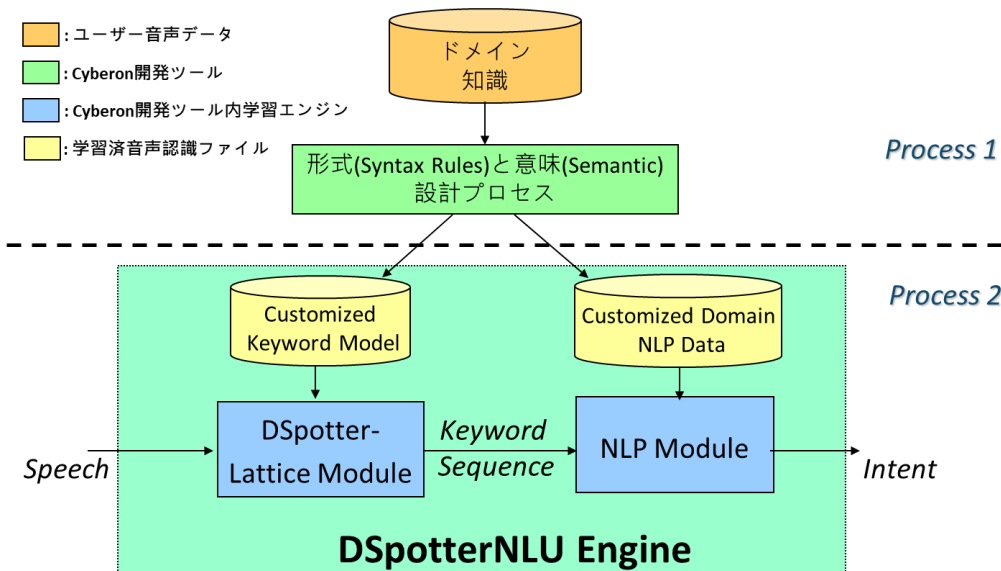 : ユーザー音声データ
: Cyberon開発ツール
: Cyberon開発ツール内学習エンジン
: 学習済音声認識ファイル
ドメイン
知識
形式(Syntax Rules)と意味(Semantic)
設計プロセス
Process 1
Process 2
Customized
Keyword Model
Customized Domain
NLP Data
Speech
DSpotter-
Lattice Module
Keyword
Sequence
NLP Module
Intent
DSpotterNLU Engine